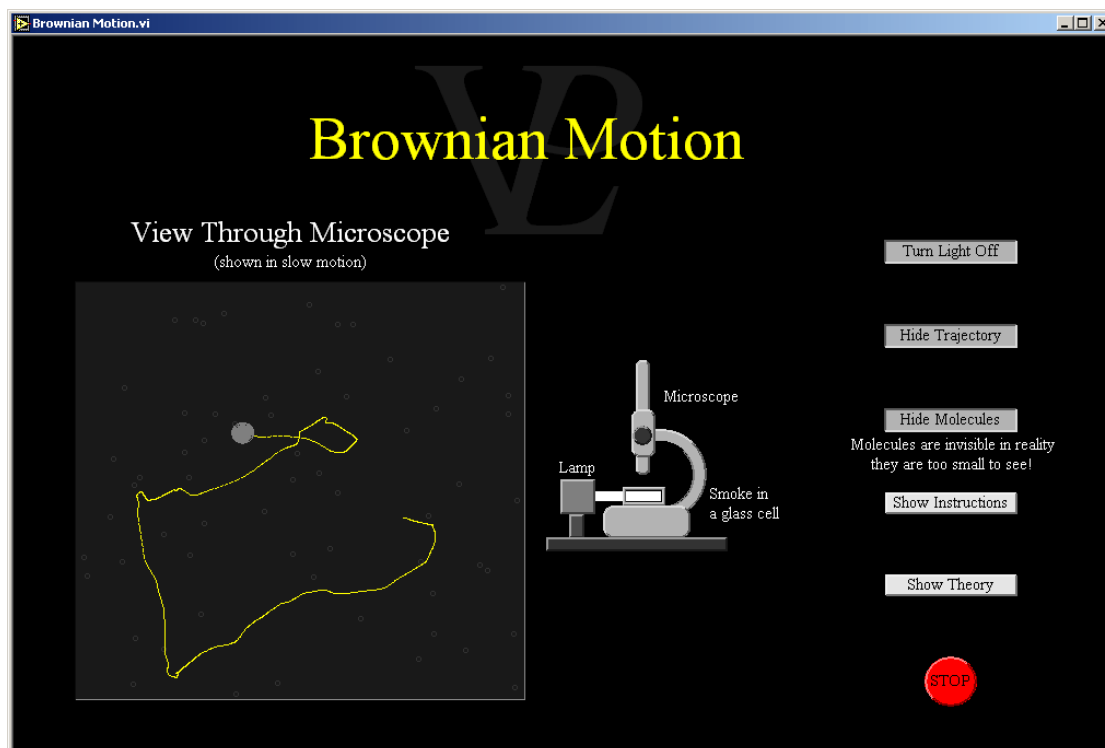 Brownian Motion.vi
VPL
Brownian Motion
View Through Microscope
(shown in slow motion)
Turn Light Off
Hide Trajectory
Hide Molecules
Molecules are invisible in reality
they are too small to see!
Microscope
Lamp
Smoke in
a glass cell
Show Instructions
Show Theory
STOP